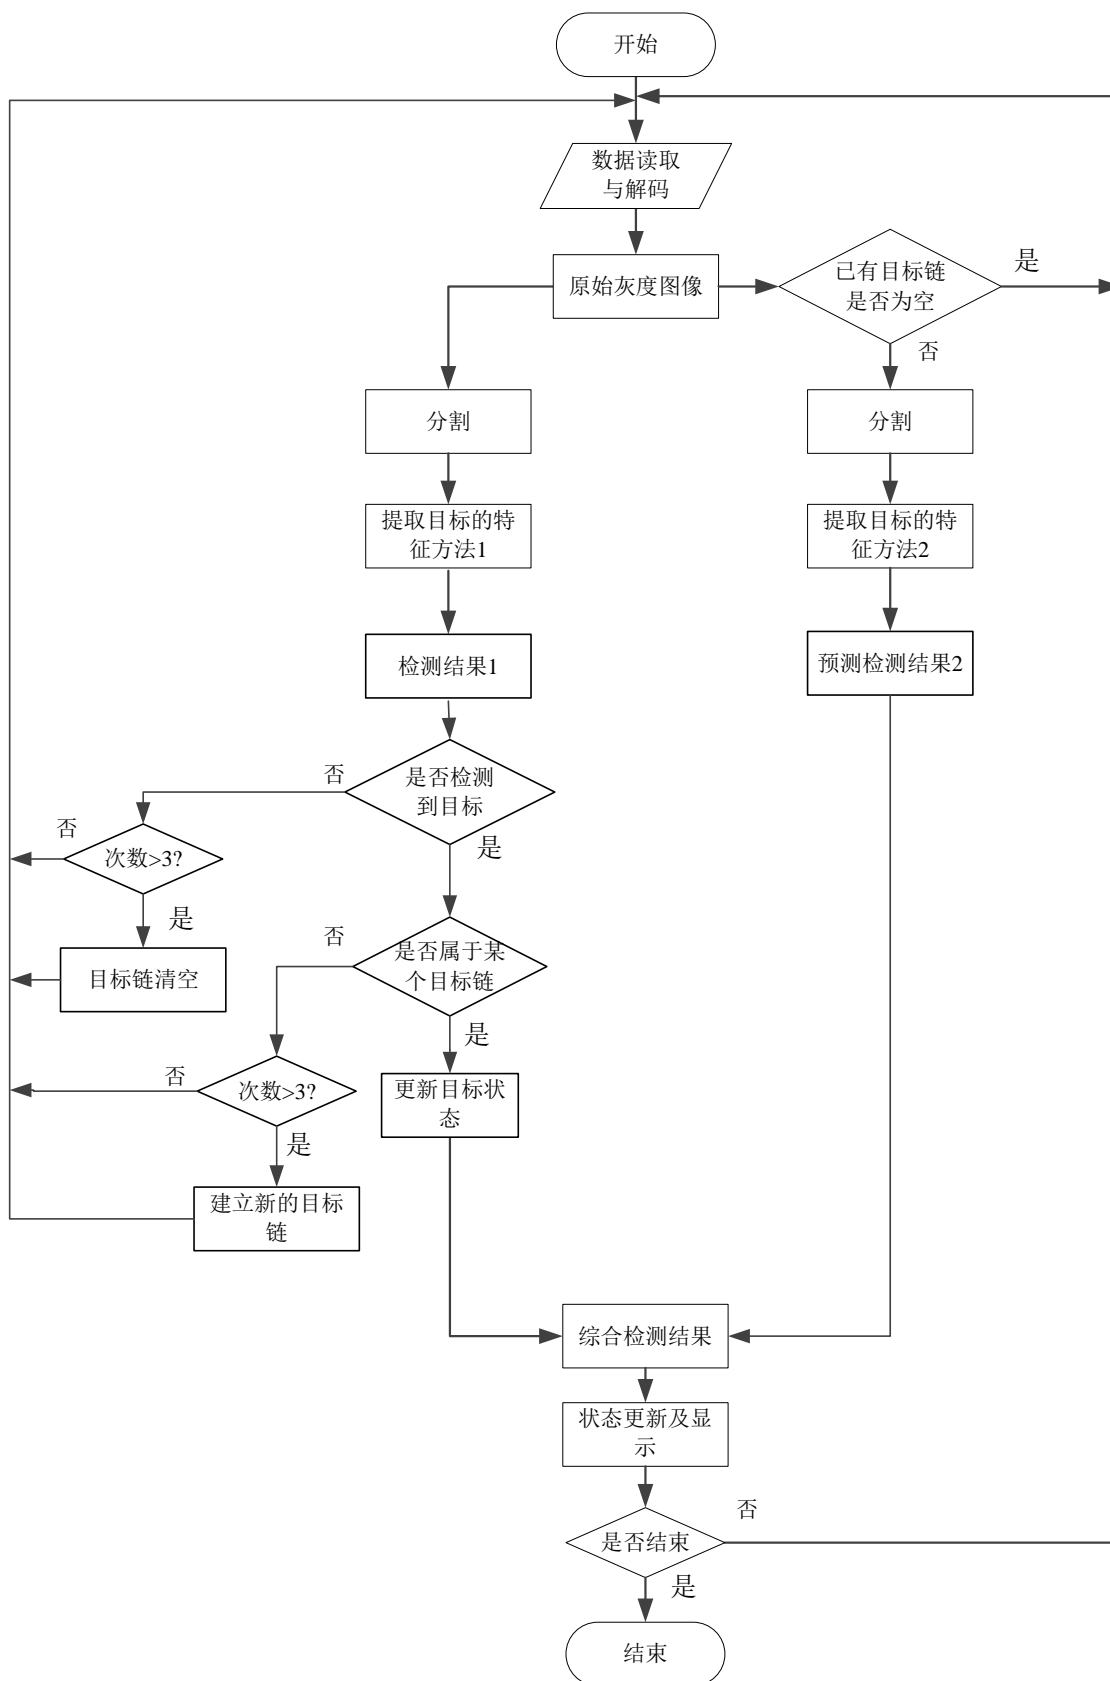 开始
数据读取
与解码
原始灰度图像
已有目标链
是否为空
是
否
分割
分割
提取目标的特
征方法1
提取目标的特
征方法2
检测结果1
预测检测结果2
是否检测
到目标
否
是
次数>3?
否
是
目标链清空
是否属于某
个目标链
否
是
次数>3?
否
是
更新目标状
态
建立新的目标
链
综合检测结果
状态更新及显
示
是否结束
否
是
结束